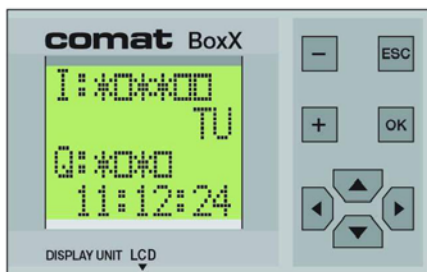 comat BoxX
I:*□**□□
TU
Q:*□*□
11:12:24
DISPLAY UNIT LCD
−
ESC
+
OK